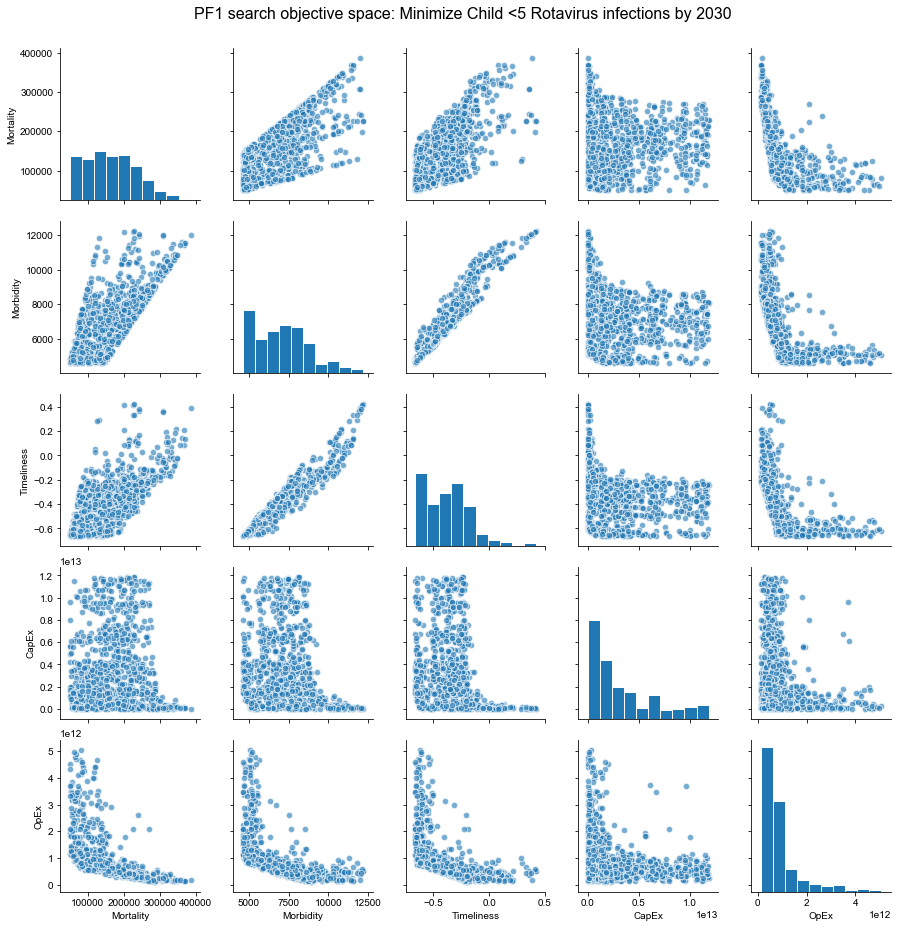 PF1 search objective space: Minimize Child <5 Rotavirus infections by 2030
400000
300000
200000
100000
Mortality
12000
10000
8000
6000
Morbidity
0.4
0.2
0.0
−0.2
−0.4
−0.6
Timeliness
1e13
1.2
1.0
0.8
0.6
0.4
0.2
0.0
CapEx
1e12
5
4
3
2
1
0
OpEx
100000 200000 300000 400000
Mortality
5000 7500 10000 12500
Morbidity
−0.5 0.0 0.5
Timeliness
0.0 0.5 1.0
1e13
CapEx
0 2 4
1e12
OpEx